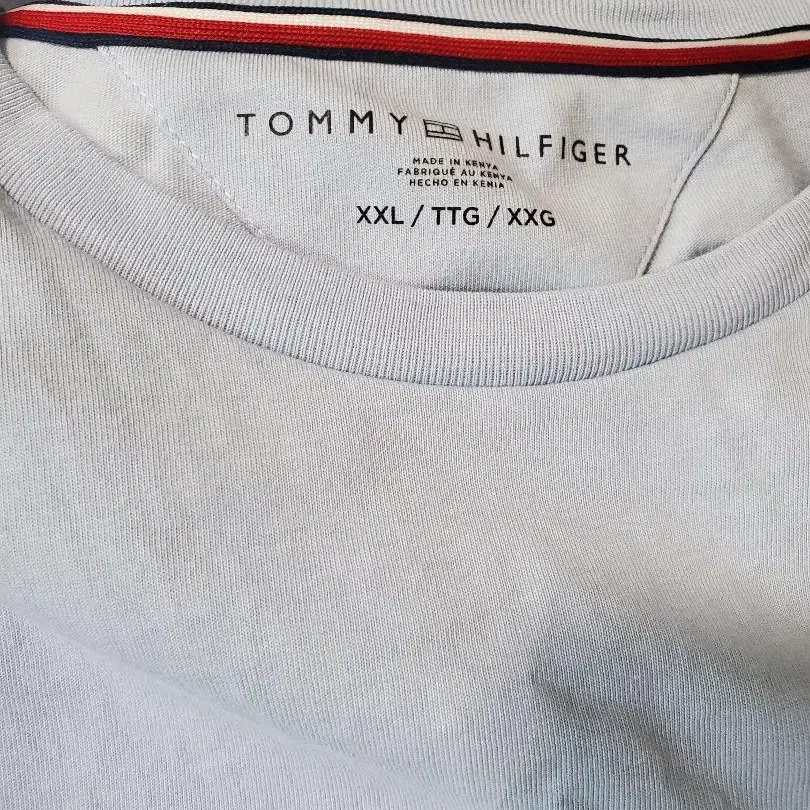 TOMMY HILFIGER
MADE IN KENYA
FABRIQUÉ AU KENYA
HECHO EN KENIA
XXL / TTG / XXG